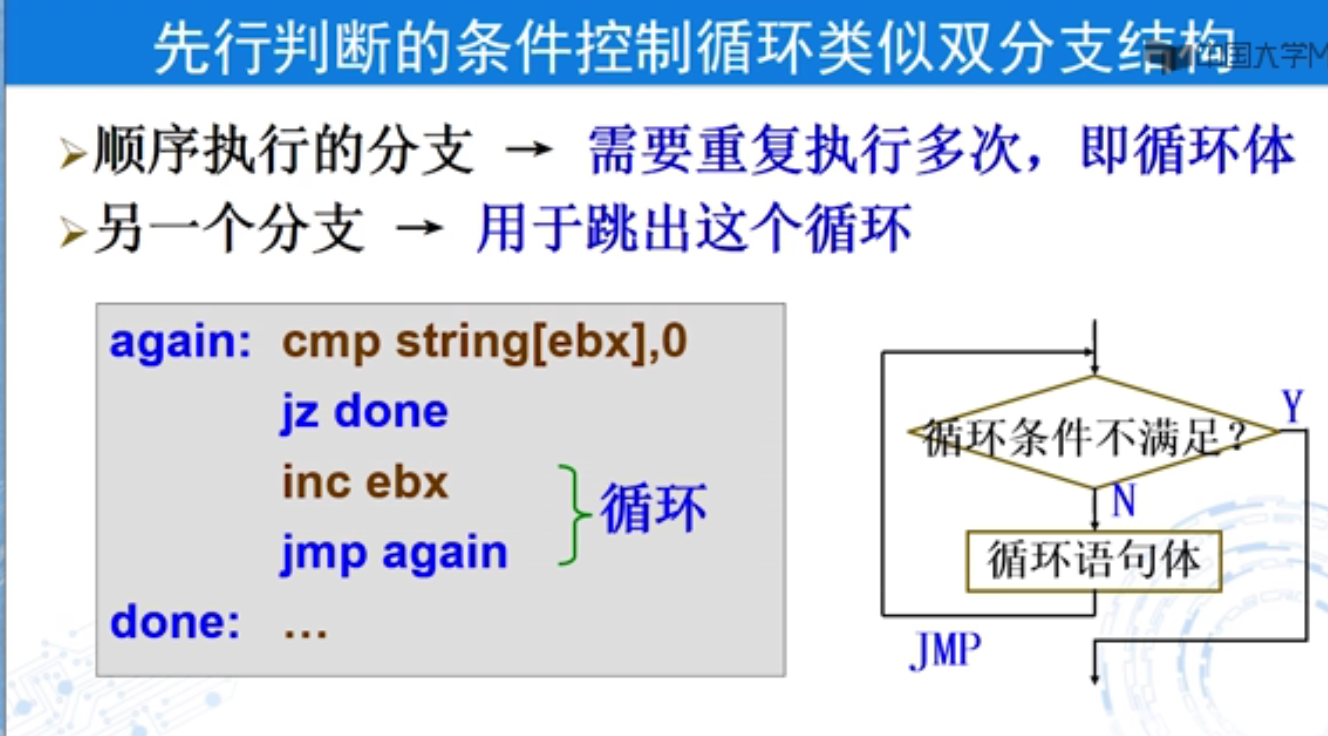 先行判断的条件控制循环类似双分支结构
中国大学M
顺序执行的分支 → 需要重复执行多次，即循环体
另一个分支 → 用于跳出这个循环
again: cmp string[ebx],0
jz done
inc ebx
jmp again
循环
done: …
循环条件不满足？
Y
N
循环语句体
JMP